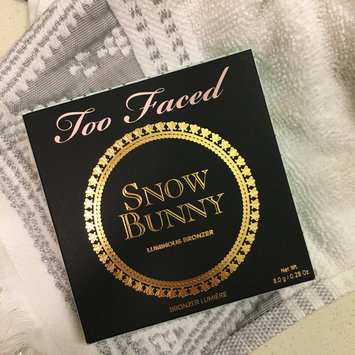 Too Faced
SNOW
BUNNY
LUMINOUS BRONZER
Net Wt.
8.0 g / 0.28 Oz.
BRONZER LUMIÈRE